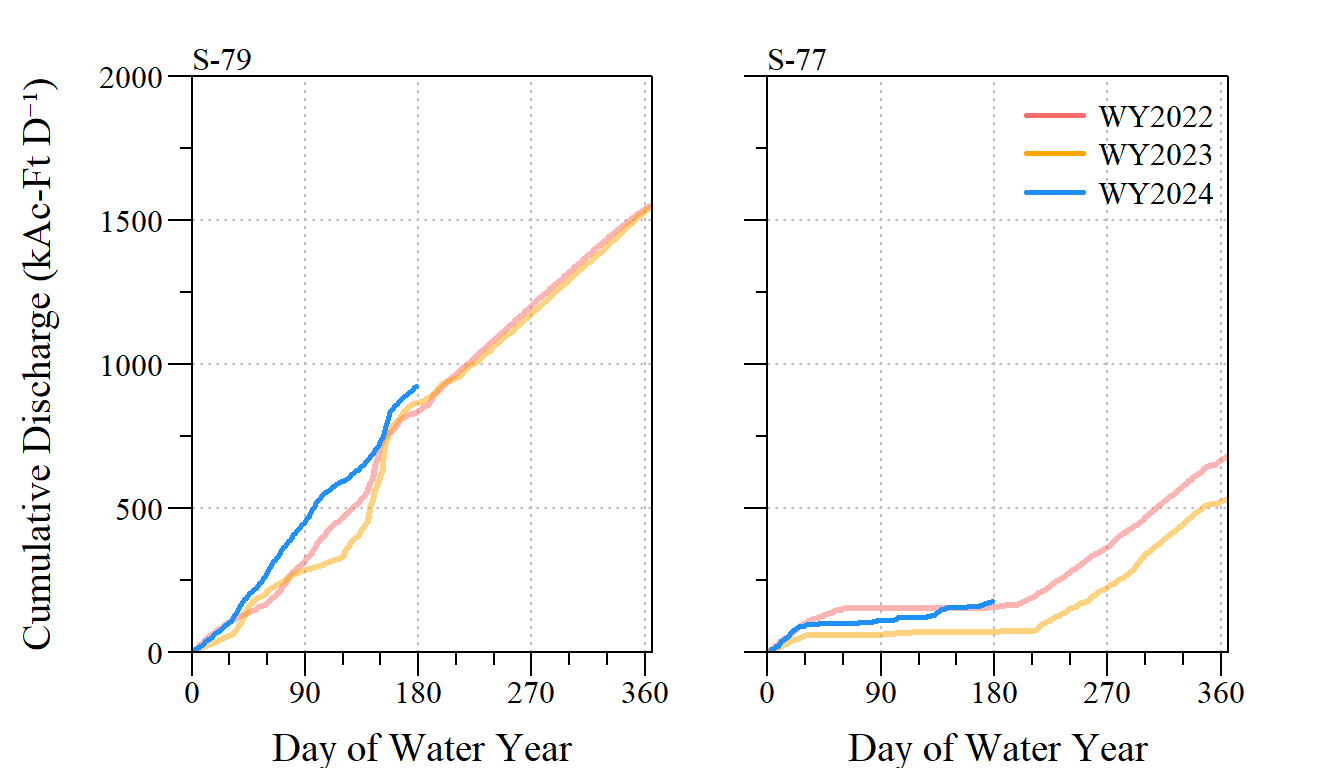 S-79
S-77
Cumulative Discharge (kAc-Ft D⁻¹)
2000
1500
1000
500
0
0 90 180 270 360
Day of Water Year
WY2022
WY2023
WY2024
0 90 180 270 360
Day of Water Year